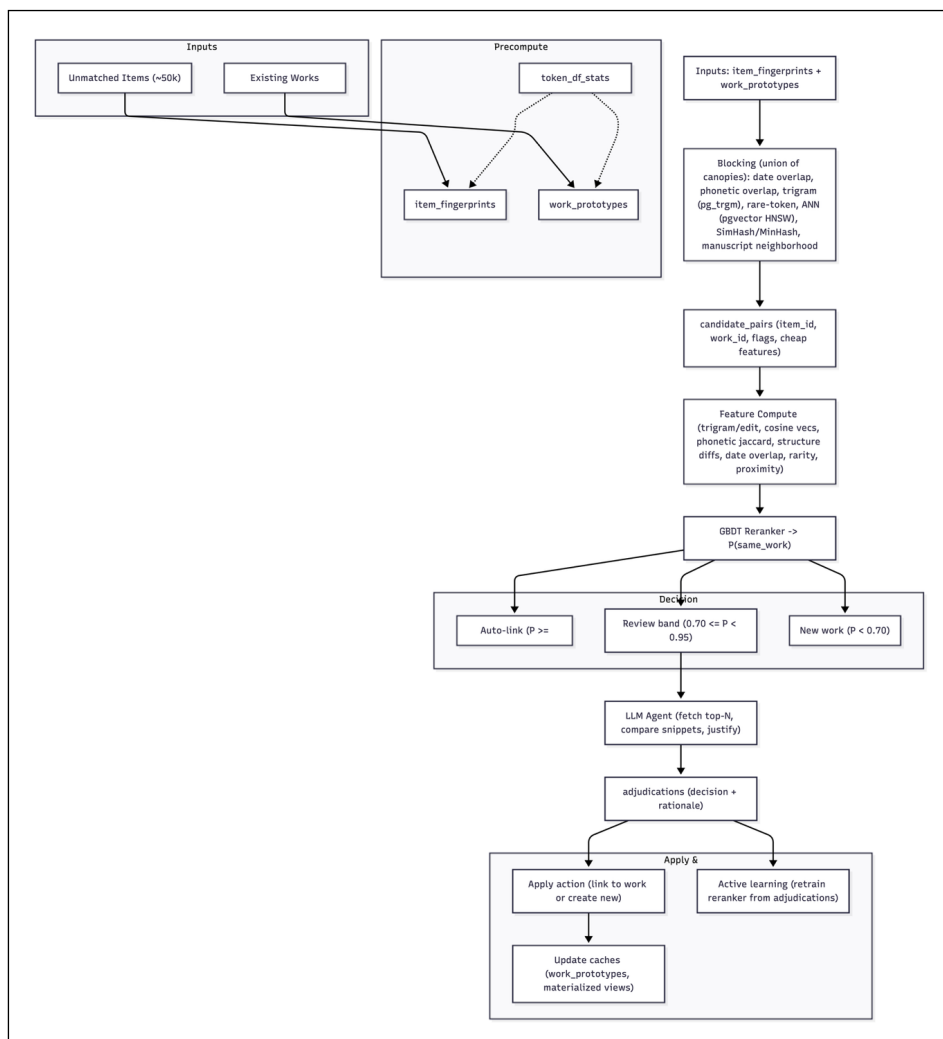 Inputs
Unmatched Items (~50k)
Existing Works
Precompute
token_df_stats
item_fingerprints
work_prototypes
Inputs: item_fingerprints +
work_prototypes
Blocking (union of
canopies): date overlap,
phonetic overlap, trigram
(pg_trgm), rare-token, ANN
(pgvector HNSW),
SimHash/MinHash,
manuscript neighborhood
candidate_pairs (item_id,
work_id, flags, cheap
features)
Feature Compute
(trigram/edit, cosine vecs,
phonetic jaccard, structure
diffs, date overlap, rarity,
proximity)
GBDT Reranker ->
P(same_work)
Decision
Auto-link (P >=
Review band (0.70 <= P <
0.95)
New work (P < 0.70)
LLM Agent (fetch top-N,
compare snippets, justify)
adjudications (decision +
rationale)
Apply &
Apply action (link to work
or create new)
Active learning (retrain
reranker from adjudications)
Update caches
(work_prototypes,
materialized views)